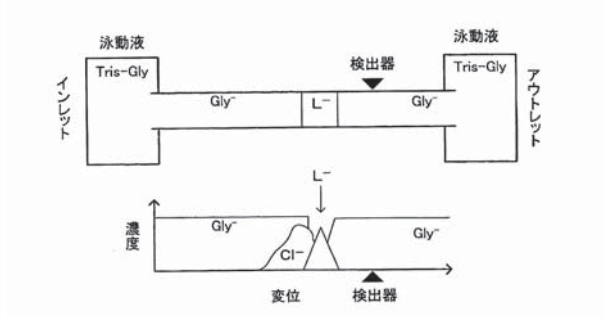 泳動液
Tris-Gly
インレット
Gly⁻
L⁻
検出器
Gly⁻
泳動液
Tris-Gly
アウトレット
L⁻
濃度
Gly⁻
Cl⁻
Gly⁻
変位
検出器